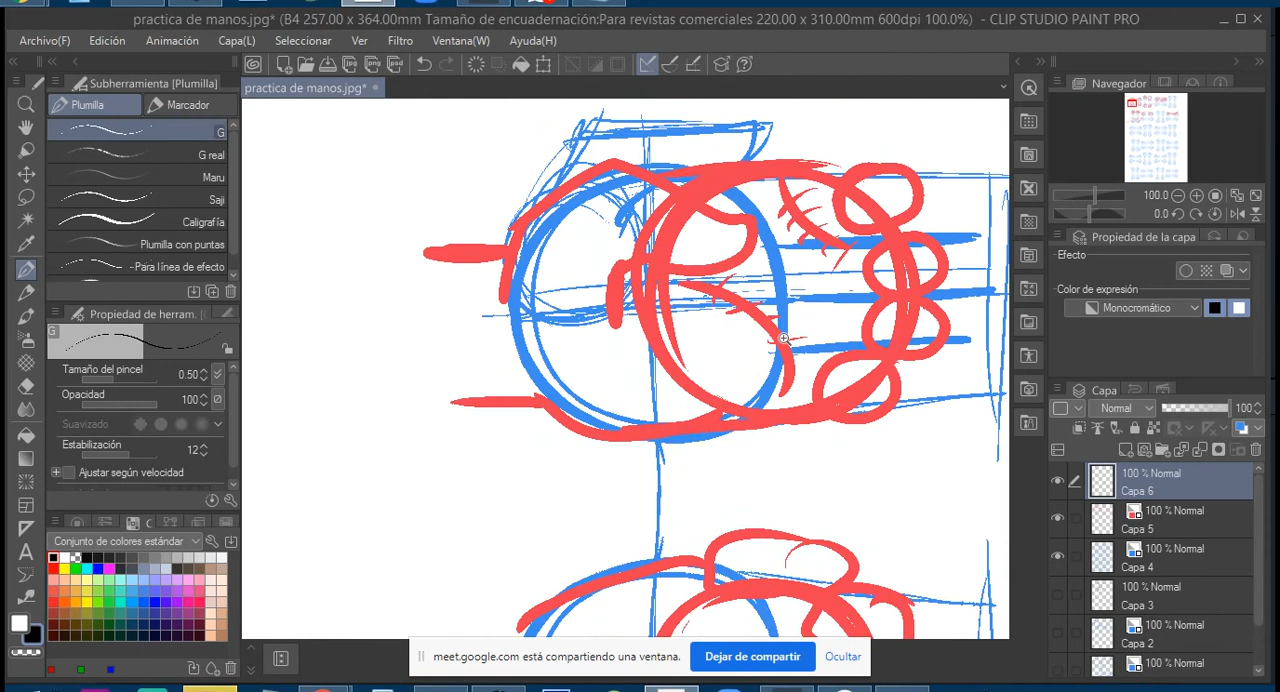 practica de manos.jpg* (B4 257.00 x 364.00mm Tamaño de encuadernación:Para revistas comerciales 220.00 x 310.00mm 600dpi 100.0%) - CLIP STUDIO PAINT PRO
Archivo(F) Edición Animación Capa(L) Seleccionar Ver Filtro Ventana(W) Ayuda(H)
Subherramienta [Plumilla]
Plumilla Marcador
G
G real
Maru
Saji
Caligrafía
Plumilla con puntas
Para línea de efecto
Propiedad de herram. [G
G
Tamaño del pincel 0.50
Opacidad 100
Suavizado
Estabilización 12
Ajustar según velocidad
C
Conjunto de colores estándar
practica de manos.jpg*
Navegador
100.0
0.0
Propiedad de la capa
Efecto
Color de expresión
Monocromático
Capa
Normal 100
100 % Normal
Capa 6
100 % Normal
Capa 5
100 % Normal
Capa 4
100 % Normal
Capa 3
100 % Normal
Capa 2
100 % Normal
meet.google.com está compartiendo una ventana. Dejar de compartir Ocultar